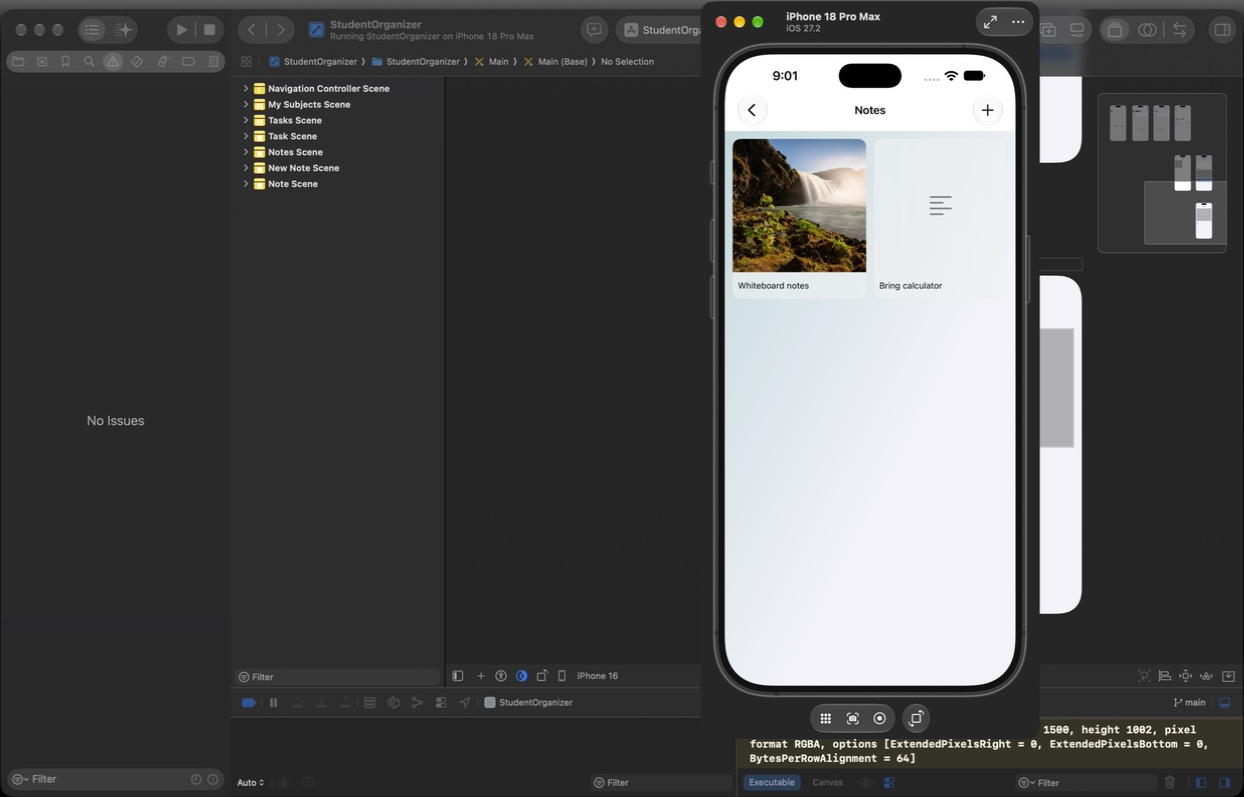 StudentOrganizer
Running StudentOrganizer on iPhone 18 Pro Max
StudentOrga
StudentOrganizer
StudentOrganizer
Main
Main (Base)
No Selection
Navigation Controller Scene
My Subjects Scene
Tasks Scene
Task Scene
Notes Scene
New Note Scene
Note Scene
No Issues
Filter
iPhone 16
StudentOrganizer
main
iPhone 18 Pro Max
iOS 27.2
9:01
Notes
Whiteboard notes
Bring calculator
1500, height 1002, pixel
format RGBA, options [ExtendedPixelsRight = 0, ExtendedPixelsBottom = 0,
BytesPerRowAlignment = 64]
Filter
Auto
Filter
Executable
Canvas
Filter